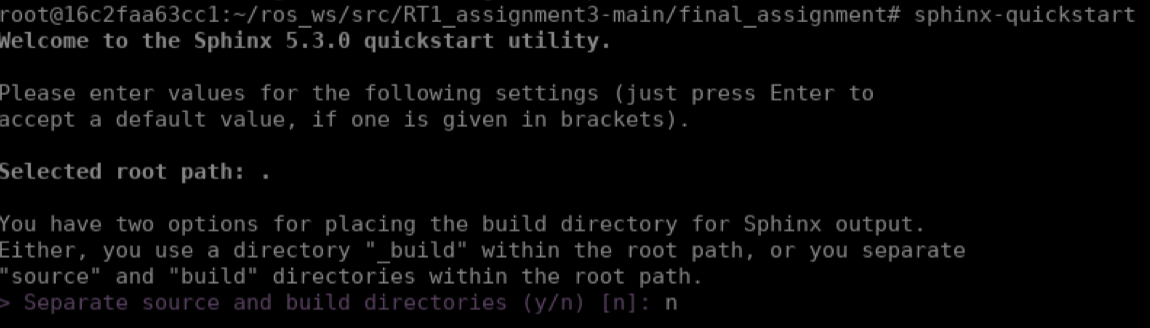 root@16c2faa63cc1:~/ros_ws/src/RT1_assignment3-main/final_assignment# sphinx-quickstart
Welcome to the Sphinx 5.3.0 quickstart utility.
Please enter values for the following settings (just press Enter to
accept a default value, if one is given in brackets).
Selected root path: .
You have two options for placing the build directory for Sphinx output.
Either, you use a directory "_build" within the root path, or you separate
"source" and "build" directories within the root path.
> Separate source and build directories (y/n) [n]: n